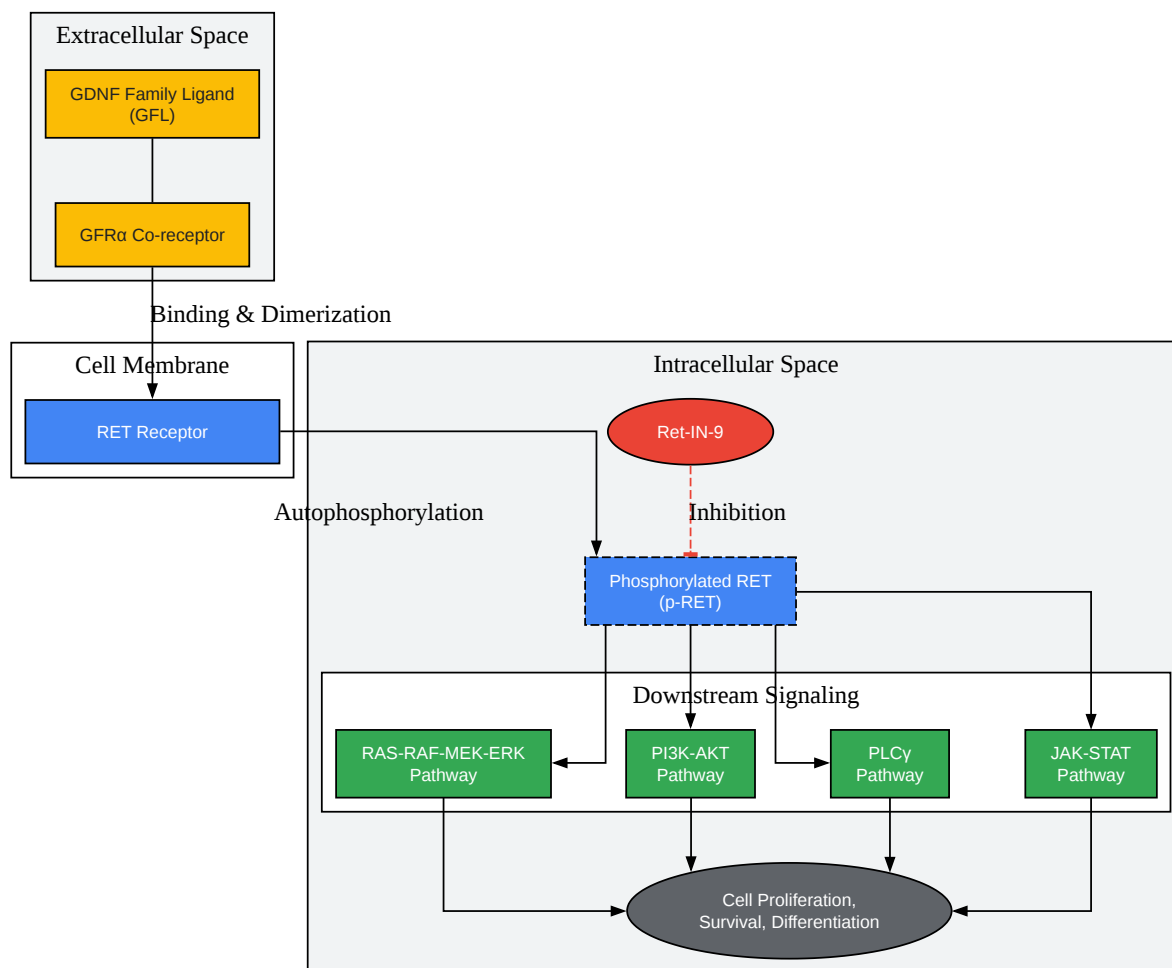 Extracellular Space
GDNF Family Ligand
(GFL)
GFRα Co-receptor
Binding & Dimerization
Cell Membrane
RET Receptor
Intracellular Space
Ret-IN-9
Autophosphorylation
Inhibition
Phosphorylated RET
(p-RET)
Downstream Signaling
RAS-RAF-MEK-ERK
Pathway
PI3K-AKT
Pathway
PLCγ
Pathway
JAK-STAT
Pathway
Cell Proliferation,
Survival, Differentiation